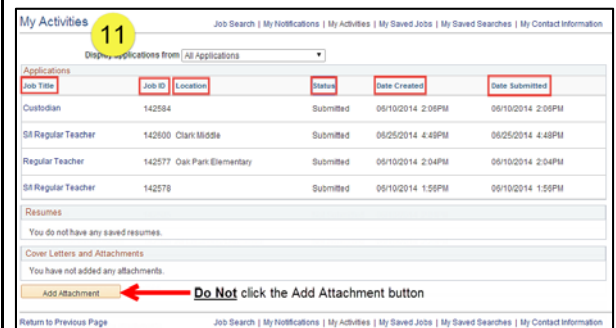 My Activities
Job Search | My Notifications | My Activities | My Saved Jobs | My Saved Searches | My Contact Information
11
Display applications from All Applications
Applications
Job Title Job ID Location Status Date Created Date Submitted
Custodian 142584 Submitted 06/10/2014 2:06PM 06/10/2014 2:06PM
S/I Regular Teacher 142600 Clark Middle Submitted 06/25/2014 4:49PM 06/25/2014 4:48PM
Regular Teacher 142577 Oak Park Elementary Submitted 06/10/2014 2:04PM 06/10/2014 2:04PM
S/I Regular Teacher 142578 Submitted 06/10/2014 1:56PM 06/10/2014 1:56PM
Resumes
You do not have any saved resumes.
Cover Letters and Attachments
You have not added any attachments.
Add Attachment Do Not click the Add Attachment button
Return to Previous Page Job Search | My Notifications | My Activities | My Saved Jobs | My Saved Searches | My Contact Information